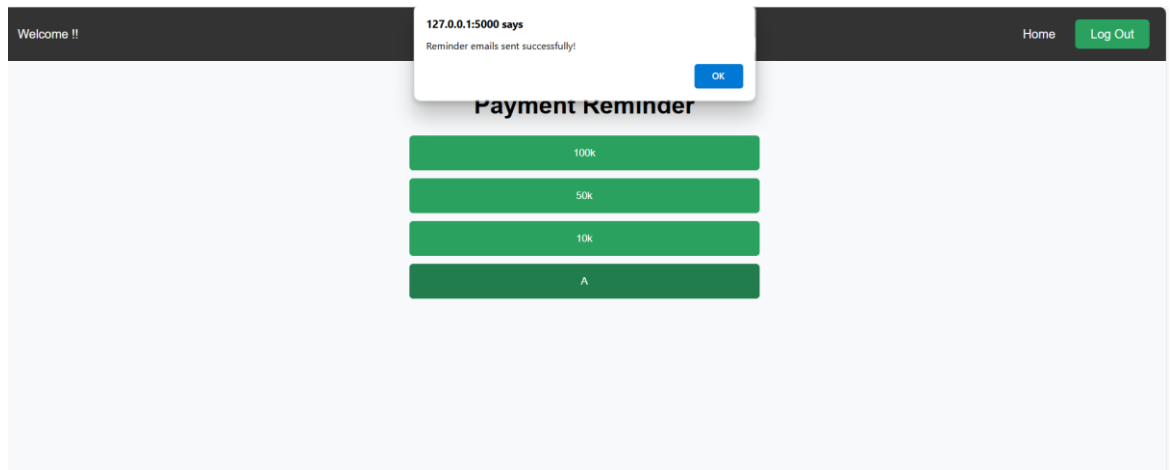 127.0.0.1:5000 says
Reminder emails sent successfully!
OK
Welcome !!
Home
Log Out
Payment Reminder
100k
50k
10k
A